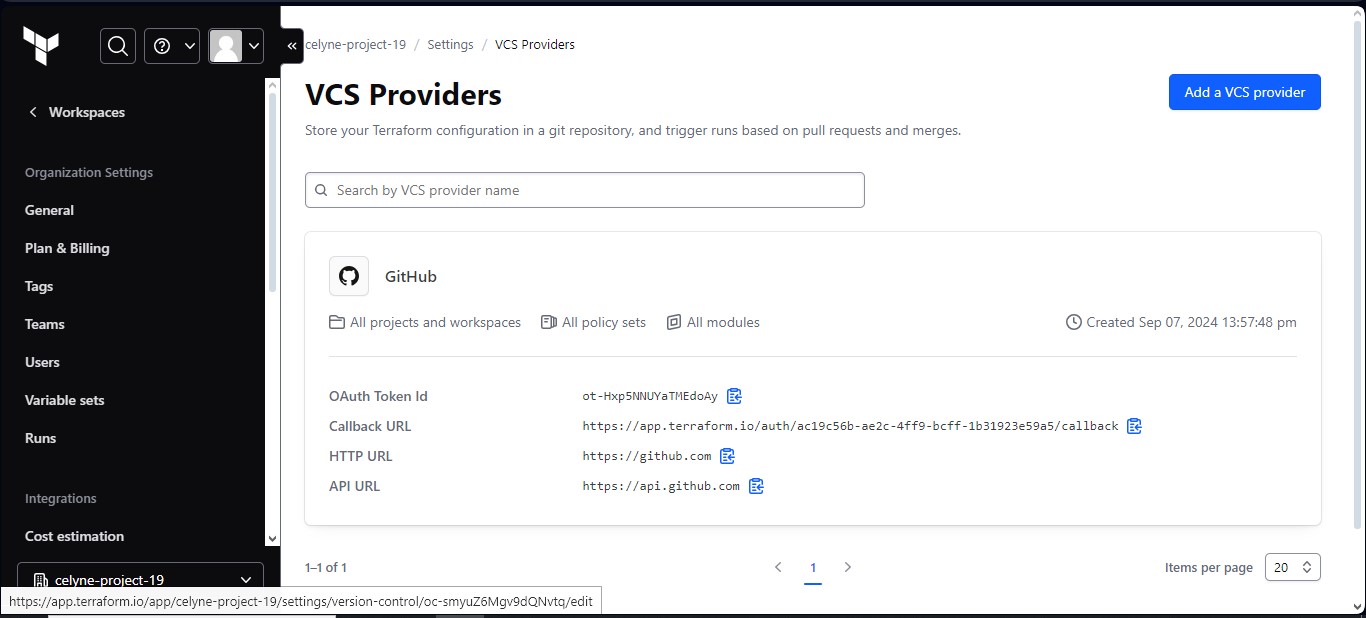 celyne-project-19 / Settings / VCS Providers
VCS Providers
Add a VCS provider
Store your Terraform configuration in a git repository, and trigger runs based on pull requests and merges.
Search by VCS provider name
Workspaces
Organization Settings
General
Plan & Billing
Tags
Teams
Users
Variable sets
Runs
Integrations
Cost estimation
celyne-project-19
GitHub
All projects and workspaces All policy sets All modules Created Sep 07, 2024 13:57:48 pm
OAuth Token Id ot-Hxp5NNUYaTMEdoAy
Callback URL https://app.terraform.io/auth/ac19c56b-ae2c-4ff9-bcff-1b31923e59a5/callback
HTTP URL https://github.com
API URL https://api.github.com
1–1 of 1 1 Items per page 20
https://app.terraform.io/app/celyne-project-19/settings/version-control/oc-smyuZ6Mgv9dQNvtq/edit